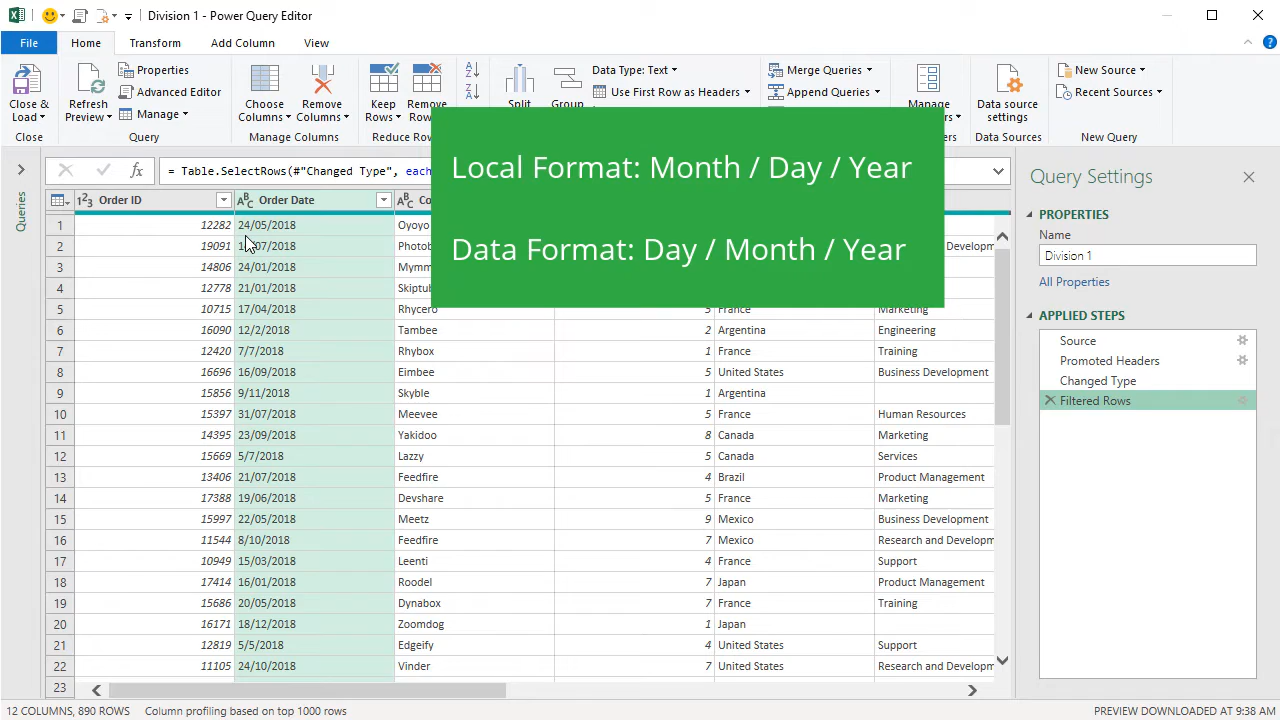 Division 1 - Power Query Editor
File Home Transform Add Column View
Close & Load
Refresh Preview
Properties
Advanced Editor
Manage
Choose Columns
Remove Columns
Keep Rows
Remove
Split
Group
Data Type: Text
Use First Row as Headers
Merge Queries
Append Queries
Manage
Data source settings
New Source
Recent Sources
Close Query Manage Columns Data Sources New Query
Local Format: Month / Day / Year
Data Format: Day / Month / Year
fx = Table.SelectRows(#"Changed Type", each
Queries
123 Order ID ABC Order Date ABC
1 12282 24/05/2018 Oyoyo
2 19091 /07/2018
3 14806 24/01/2018
4 12778 21/01/2018
5 10715 17/04/2018 Rhycero France Marketing
6 16090 12/2/2018 Tambee 2 Argentina Engineering
7 12420 7/7/2018 Rhybox 1 France Training
8 16696 16/09/2018 Eimbee 5 United States Business Development
9 15856 9/11/2018 Skyble 1 Argentina
10 15397 31/07/2018 Meevee 5 France Human Resources
11 14395 23/09/2018 Yakidoo 8 Canada Marketing
12 15669 5/7/2018 Lazzy 5 Canada Services
13 13406 21/07/2018 Feedfire 4 Brazil Product Management
14 17388 19/06/2018 Devshare 5 France Marketing
15 15997 22/05/2018 Meetz 9 Mexico Business Development
16 11544 8/10/2018 Feedfire 7 Mexico Research and Developm
17 10949 15/03/2018 Leenti 4 France Support
18 17414 16/01/2018 Roodel 7 Japan Product Management
19 15686 20/05/2018 Dynabox 7 France Training
20 16171 18/12/2018 Zoomdog 1 Japan
21 12819 5/5/2018 Edgeify 4 United States Support
22 11105 24/10/2018 Vinder 7 United States Research and Developm
23
Query Settings
PROPERTIES
Name
Division 1
All Properties
APPLIED STEPS
Source
Promoted Headers
Changed Type
Filtered Rows
12 COLUMNS, 890 ROWS Column profiling based on top 1000 rows PREVIEW DOWNLOADED AT 9:38 AM